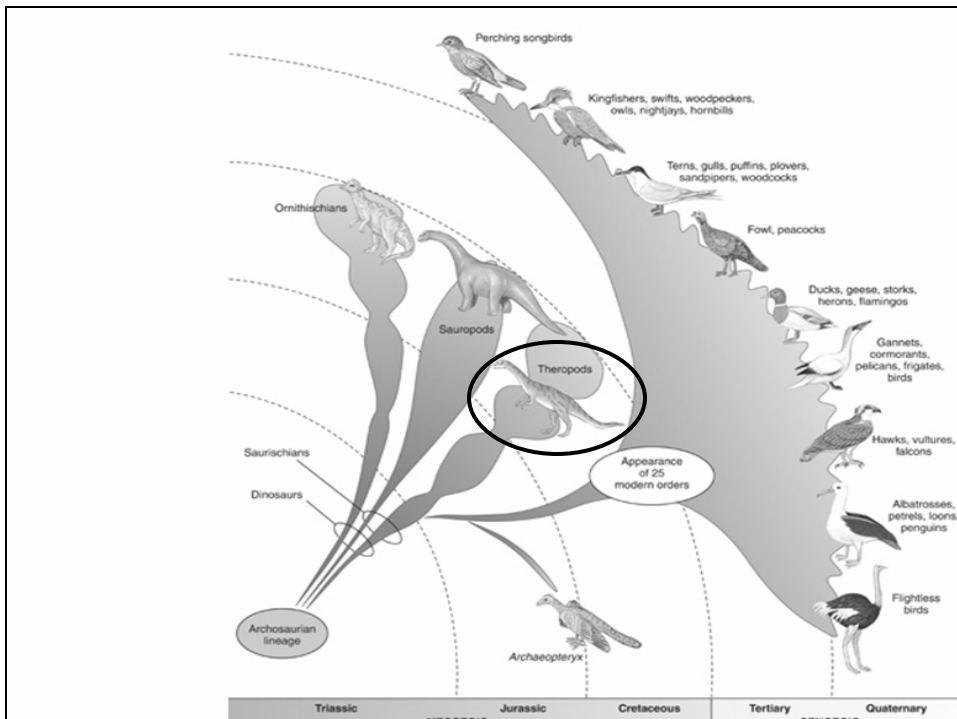 Perching songbirds
Kingfishers, swifts, woodpeckers,
owls, nightjays, hornbills
Terns, gulls, puffins, plovers,
sandpipers, woodcocks
Ornithischians
Fowl, peacocks
Ducks, geese, storks,
herons, flamingos
Sauropods
Gannets,
cormorants,
pelicans, frigates,
birds
Theropods
Hawks, vultures,
falcons
Saurischians
Dinosaurs
Appearance
of 25
modern orders
Albatrosses,
petrels, loons,
penguins
Flightless
birds
Archosaurian
lineage
Archaeopteryx
Triassic
Jurassic
Cretaceous
Tertiary
Quaternary